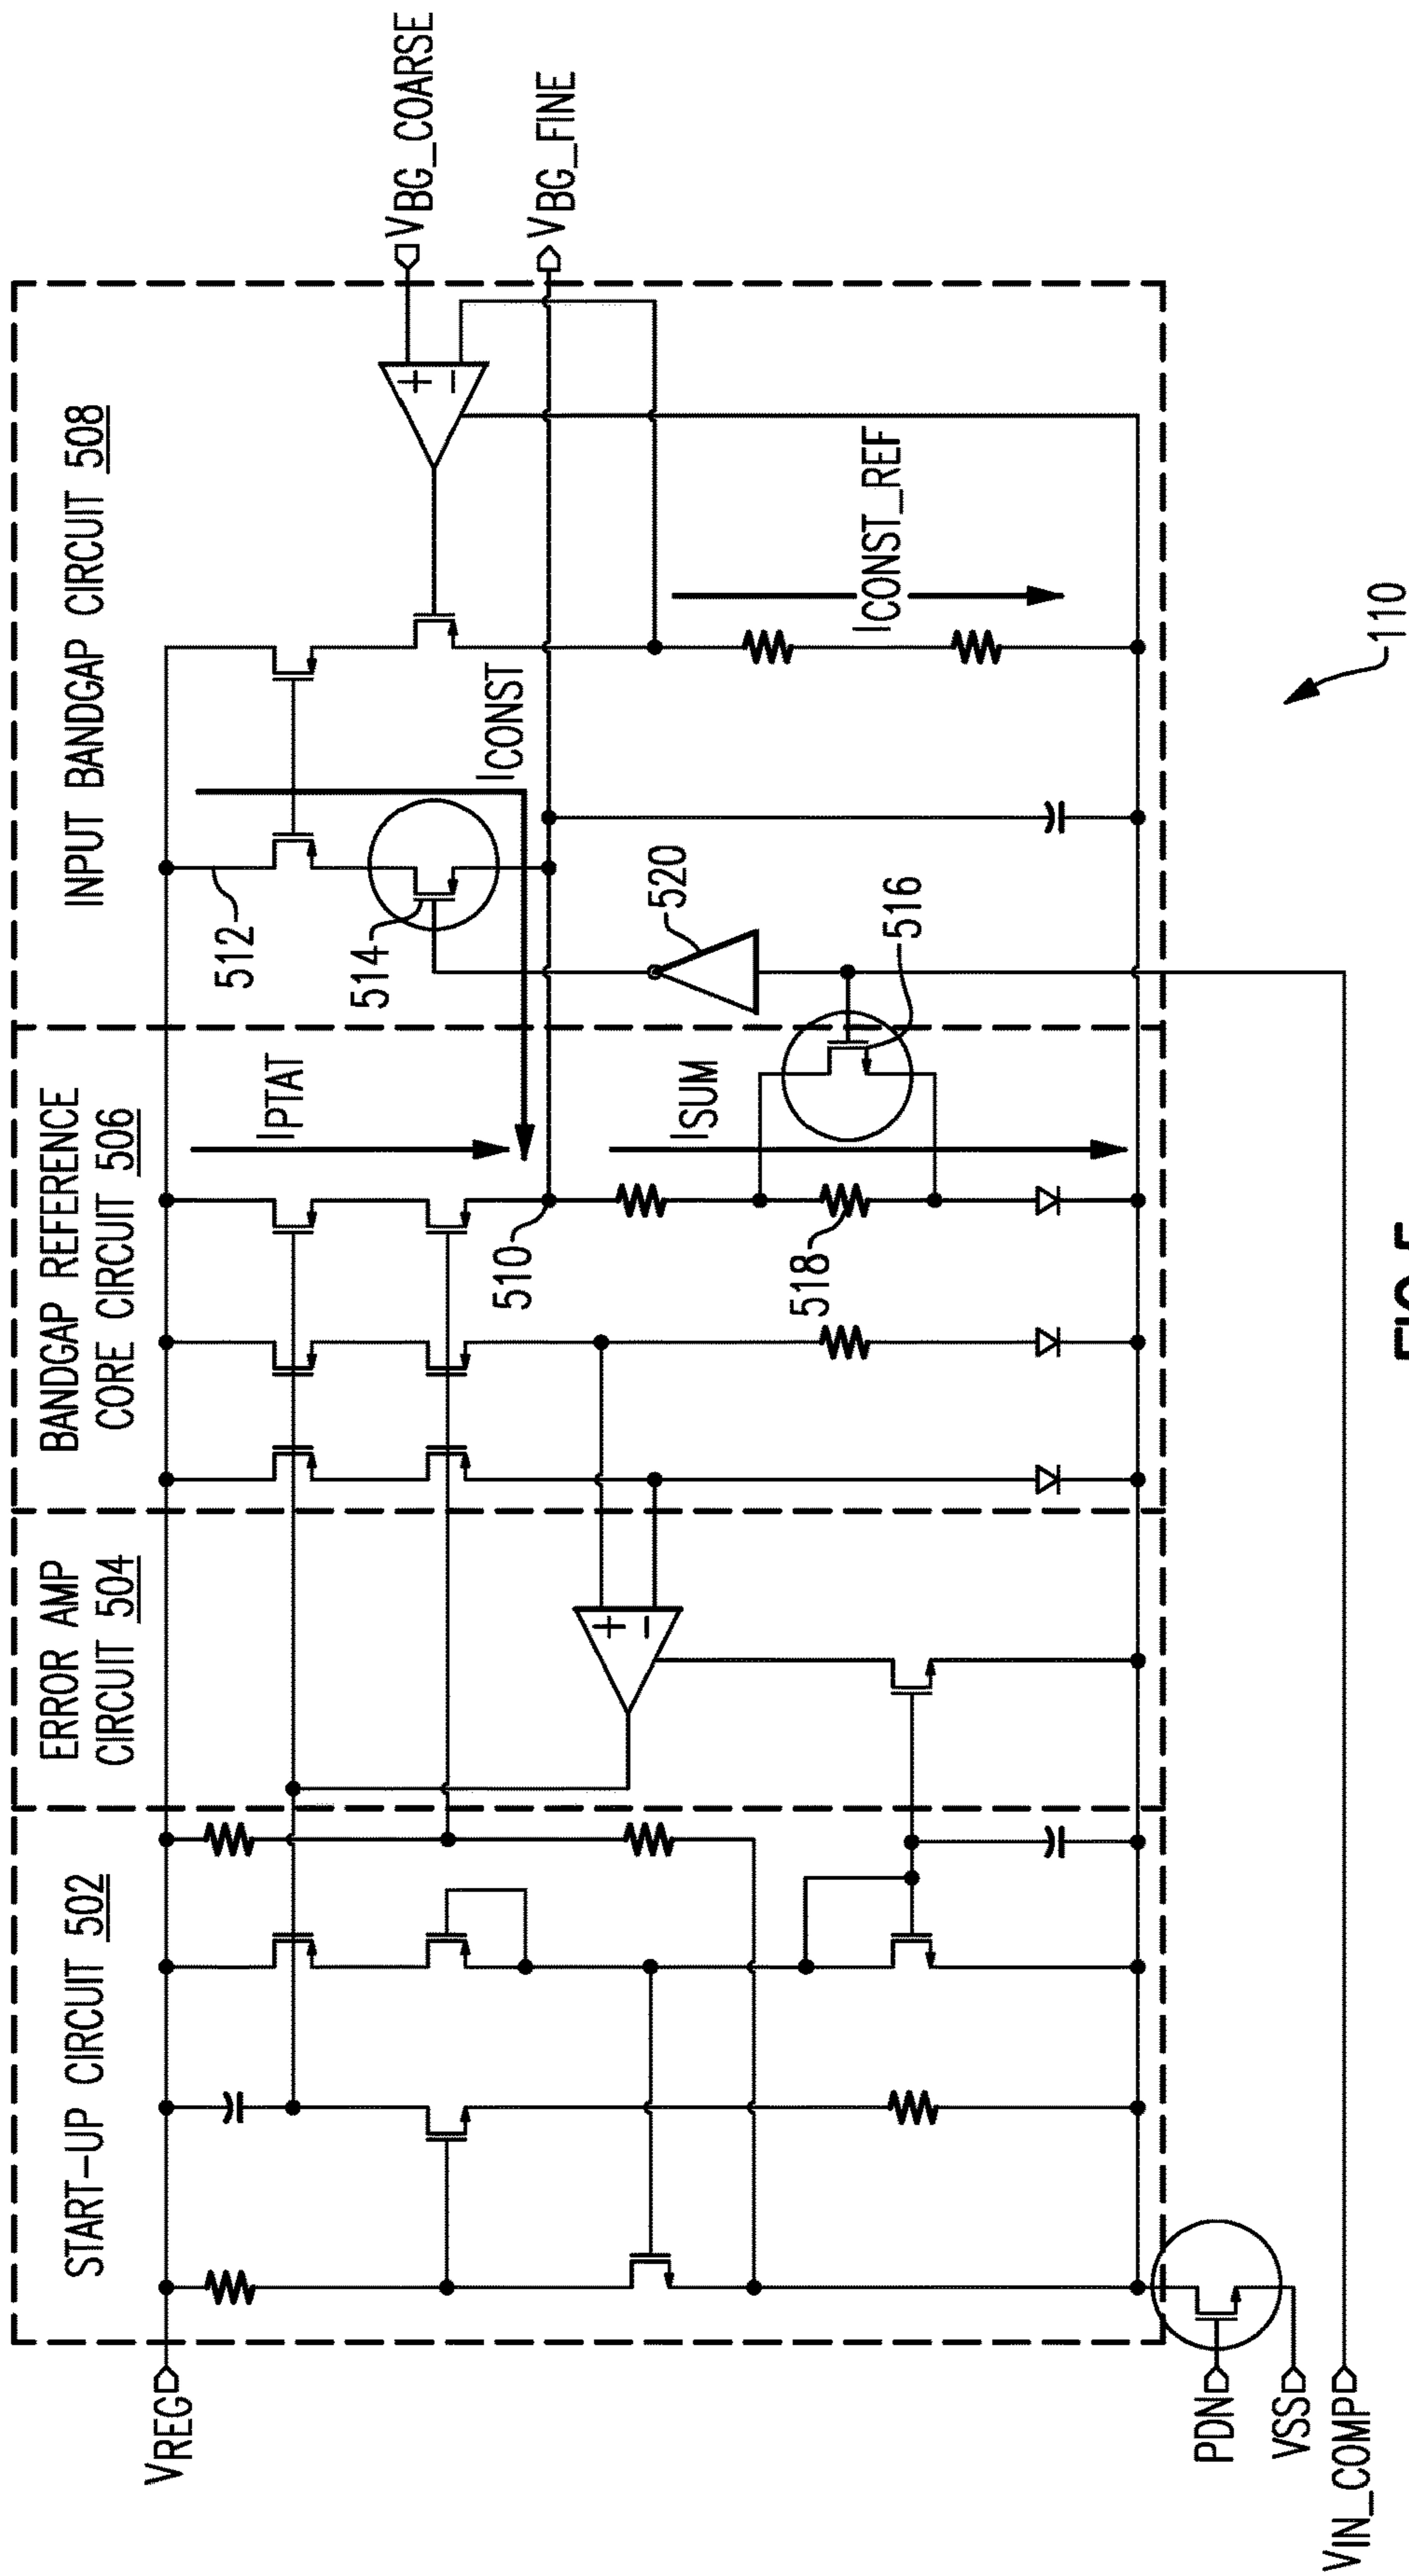 START-UP CIRCUIT 502
ERROR AMP
CIRCUIT 504
BANDGAP REFERENCE
CORE CIRCUIT 506
INPUT BANDGAP CIRCUIT 508
VREG
IPTAT
512
514
ICONST
+
-
VBG_COARSE
VBG_FINE
+
-
510
518
ISUM
520
516
ICONST_REF
PDN
VSS
VIN_COMP
110